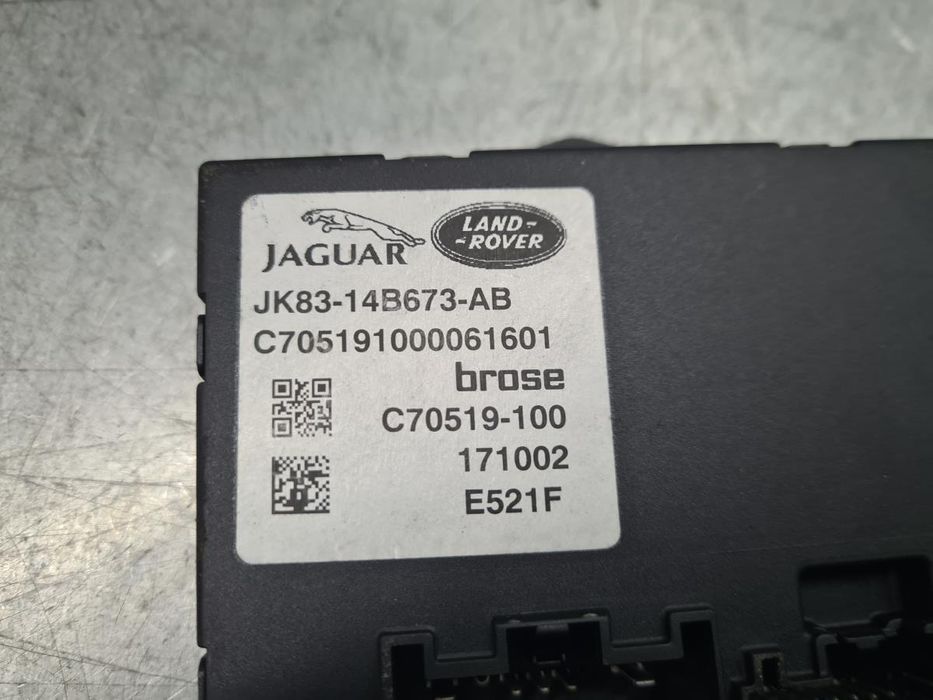 JAGUAR
LAND-
-ROVER
JK83-14B673-AB
C705191000061601
brose
C70519-100
171002
E521F